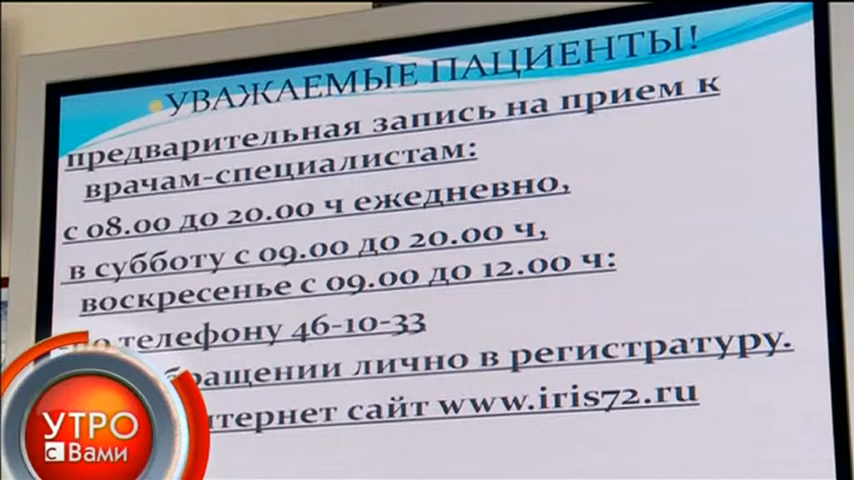 УВАЖАЕМЫЕ ПАЦИЕНТЫ!
предварительная запись на прием к
врачам-специалистам:
с 08.00 до 20.00 ч ежедневно,
в субботу с 09.00 до 20.00 ч,
воскресенье с 09.00 до 12.00 ч:
телефону 46-10-33
лично в регистратуру.
сайт www.iris72.ru
УТРО
с Вами